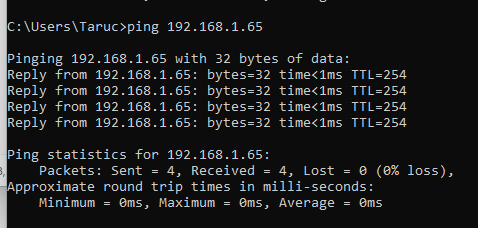 C:\Users\Taruc>ping 192.168.1.65
Pinging 192.168.1.65 with 32 bytes of data:
Reply from 192.168.1.65: bytes=32 time<1ms TTL=254
Reply from 192.168.1.65: bytes=32 time<1ms TTL=254
Reply from 192.168.1.65: bytes=32 time<1ms TTL=254
Reply from 192.168.1.65: bytes=32 time<1ms TTL=254
Ping statistics for 192.168.1.65:
    Packets: Sent = 4, Received = 4, Lost = 0 (0% loss),
Approximate round trip times in milli-seconds:
    Minimum = 0ms, Maximum = 0ms, Average = 0ms